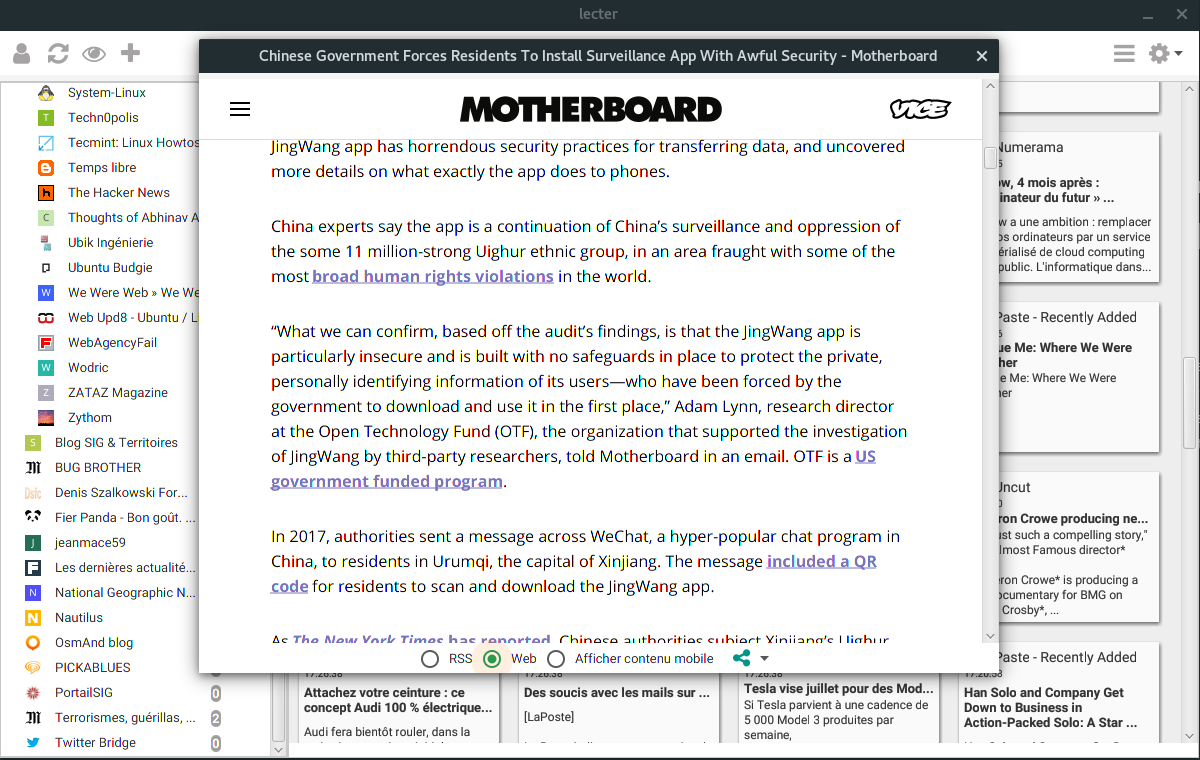 lecter
System-Linux
Techn0polis
Tecmint: Linux Howtos
Temps libre
The Hacker News
Thoughts of Abhinav A
Ubik Ingénierie
Ubuntu Budgie
We Were Web » We We
Web Upd8 - Ubuntu / Li
WebAgencyFail
Wodric
ZATAZ Magazine
Zythom
Blog SIG & Territoires
BUG BROTHER
Denis Szalkowski For...
Fier Panda - Bon goût. ...
jeanmace59
Les dernières actualité...
National Geographic N...
Nautilus
OsmAnd blog
PICKABLUES
PortailSIG 0
Terrorismes, guérillas, ... 2
Twitter Bridge 0
Chinese Government Forces Residents To Install Surveillance App With Awful Security - Motherboard
MOTHERBOARD
VICE
JingWang app has horrendous security practices for transferring data, and uncovered
more details on what exactly the app does to phones.
China experts say the app is a continuation of China’s surveillance and oppression of
the some 11 million-strong Uighur ethnic group, in an area fraught with some of the
most broad human rights violations in the world.
“What we can confirm, based off the audit’s findings, is that the JingWang app is
particularly insecure and is built with no safeguards in place to protect the private,
personally identifying information of its users—who have been forced by the
government to download and use it in the first place,” Adam Lynn, research director
at the Open Technology Fund (OTF), the organization that supported the investigation
of JingWang by third-party researchers, told Motherboard in an email. OTF is a US
government funded program.
In 2017, authorities sent a message across WeChat, a hyper-popular chat program in
China, to residents in Urumqi, the capital of Xinjiang. The message included a QR
code for residents to scan and download the JingWang app.
As The New York Times has reported, Chinese authorities subject Xinjiang’s Uighur
RSS Web Afficher contenu mobile
Numerama
ow, 4 mois après :
inateur du futur » ...
w a une ambition : remplacer
os ordinateurs par un service
érialisé de cloud computing
public. L'informatique dans...
Paste - Recently Added
ue Me: Where We Were
her
e Me: Where We Were
her
Uncut
ron Crowe producing ne...
ust such a compelling story,"
lmost Famous director*
eron Crowe* is producing a
ocumentary for BMG on
Crosby*, ...
Paste - Recently Added
Han Solo and Company Get
Down to Business in
Action-Packed Solo: A Star ...
17:26:38
Attachez votre ceinture : ce
concept Audi 100 % électrique...
Audi fera bientôt rouler, dans la
Des soucis avec les mails sur ...
[LaPoste]
Tesla vise juillet pour des Mod...
Si Tesla parvient à une cadence de
5 000 Model 3 produites par
semaine,